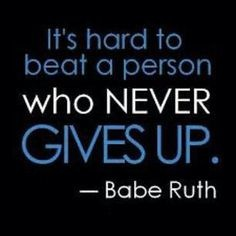 It's hard to
beat a person
who NEVER
GIVES UP.
— Babe Ruth